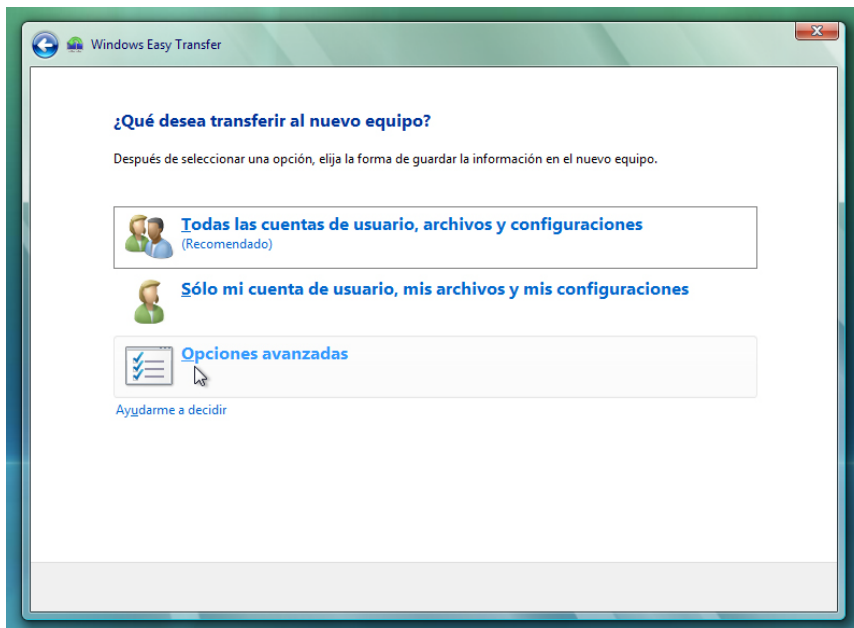 Windows Easy Transfer
¿Qué desea transferir al nuevo equipo?
Después de seleccionar una opción, elija la forma de guardar la información en el nuevo equipo.
Todas las cuentas de usuario, archivos y configuraciones
(Recomendado)
Sólo mi cuenta de usuario, mis archivos y mis configuraciones
Opciones avanzadas
Ayudarme a decidir